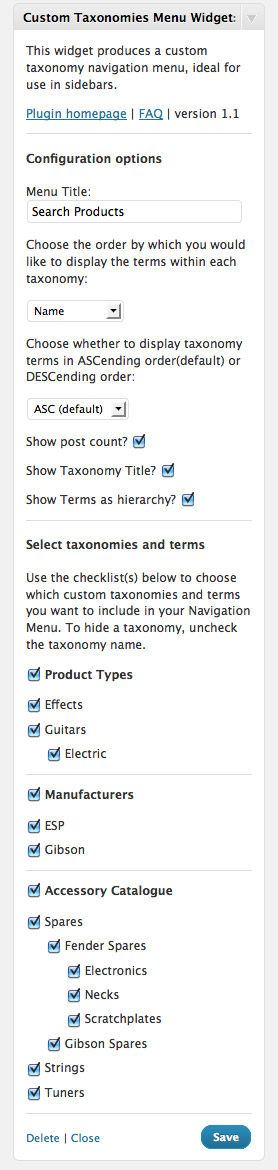 Custom Taxonomies Menu Widget:
This widget produces a custom
taxonomy navigation menu, ideal for
use in sidebars.
Plugin homepage | FAQ | version 1.1
Configuration options
Menu Title:
Search Products
Choose the order by which you would
like to display the terms within each
taxonomy:
Name
Choose whether to display taxonomy
terms in ASCending order(default) or
DESCending order:
ASC (default)
Show post count?
Show Taxonomy Title?
Show Terms as hierarchy?
Select taxonomies and terms
Use the checklist(s) below to choose
which custom taxonomies and terms
you want to include in your Navigation
Menu. To hide a taxonomy, uncheck
the taxonomy name.
Product Types
Effects
Guitars
Electric
Manufacturers
ESP
Gibson
Accessory Catalogue
Spares
Fender Spares
Electronics
Necks
Scratchplates
Gibson Spares
Strings
Tuners
Delete | Close
Save